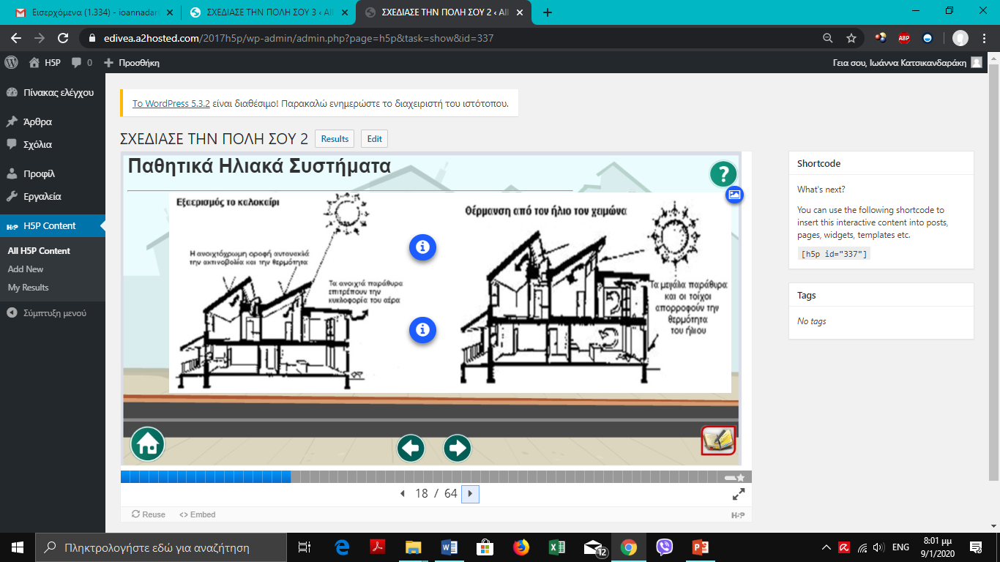 Εισερχόμενα (1.334) - ioannadar
ΣΧΕΔΙΑΣΕ ΤΗΝ ΠΟΛΗ ΣΟΥ 3 ‹ All
ΣΧΕΔΙΑΣΕ ΤΗΝ ΠΟΛΗ ΣΟΥ 2 ‹ All
edivea.a2hosted.com/2017h5p/wp-admin/admin.php?page=h5p&task=show&id=337
ABP
H5P
0
Προσθήκη
Γεια σου, Ιωάννα Κατσικανδαράκη
Πίνακας ελέγχου
Άρθρα
Σχόλια
Προφίλ
Εργαλεία
H5P Content
All H5P Content
Add New
My Results
Σύμπτυξη μενού
Το WordPress 5.3.2 είναι διαθέσιμο! Παρακαλώ ενημερώστε το διαχειριστή του ιστότοπου.
ΣΧΕΔΙΑΣΕ ΤΗΝ ΠΟΛΗ ΣΟΥ 2
Results
Edit
Παθητικά Ηλιακά Συστήματα
?
Εξαερισμός το καλοκαίρι
Η ανοιχτόχρωμη οροφή αντανακλά
την ακτινοβολία και την θερμότητα
Τα ανοιχτά παράθυρα
επιτρέπουν την
κυκλοφορία του αέρα
Θέρμανση από τον ήλιο τον χειμώνα
Τα μεγάλα παράθυρα
και οι τοίχοι
απορροφούν την
θερμότητα
του ήλιου
18 / 64
Reuse
Embed
H5P
Shortcode
What's next?
You can use the following shortcode to
insert this interactive content into posts,
pages, widgets, templates etc.
[h5p id="337"]
Tags
No tags
Πληκτρολογήστε εδώ για αναζήτηση
12
ENG
8:01 μμ
9/1/2020